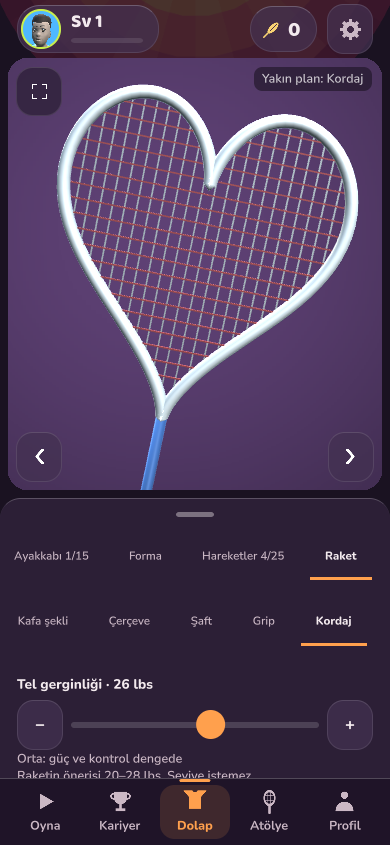 Sv 1
0
Yakın plan: Kordaj
Ayakkabı 1/15 Forma Hareketler 4/25 Raket
Kafa şekli Çerçeve Şaft Grip Kordaj
Tel gerginliği · 26 lbs
− +
Orta: güç ve kontrol dengede
Raketin önerisi 20–28 lbs. Seviye istemez
Oyna Kariyer Dolap Atölye Profil